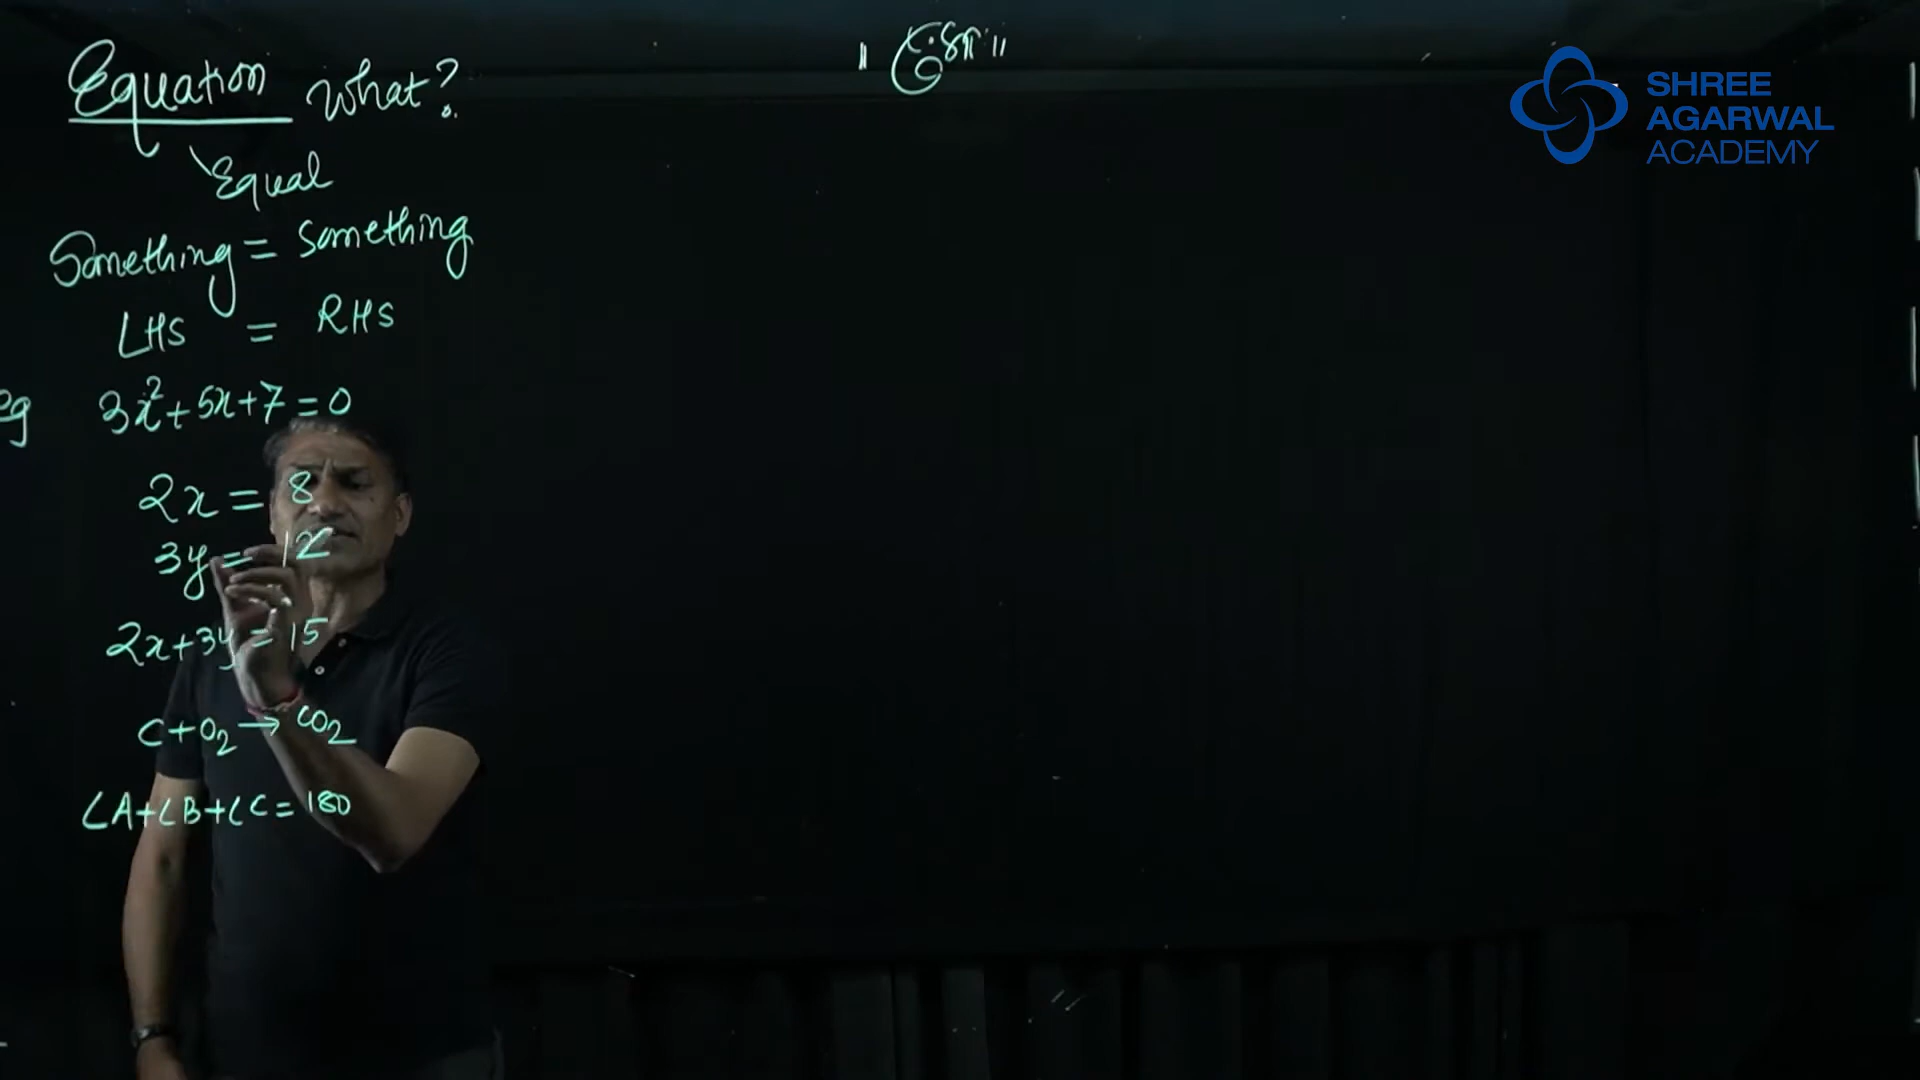 Equation What?
Equal
Something = Something
LHS = RHS
eg 3x²+5x+7=0
2x = 8
3y = 12
2x+3y=15
C+O₂→CO₂
∠A+∠B+∠C=180
SHREE
AGARWAL
ACADEMY